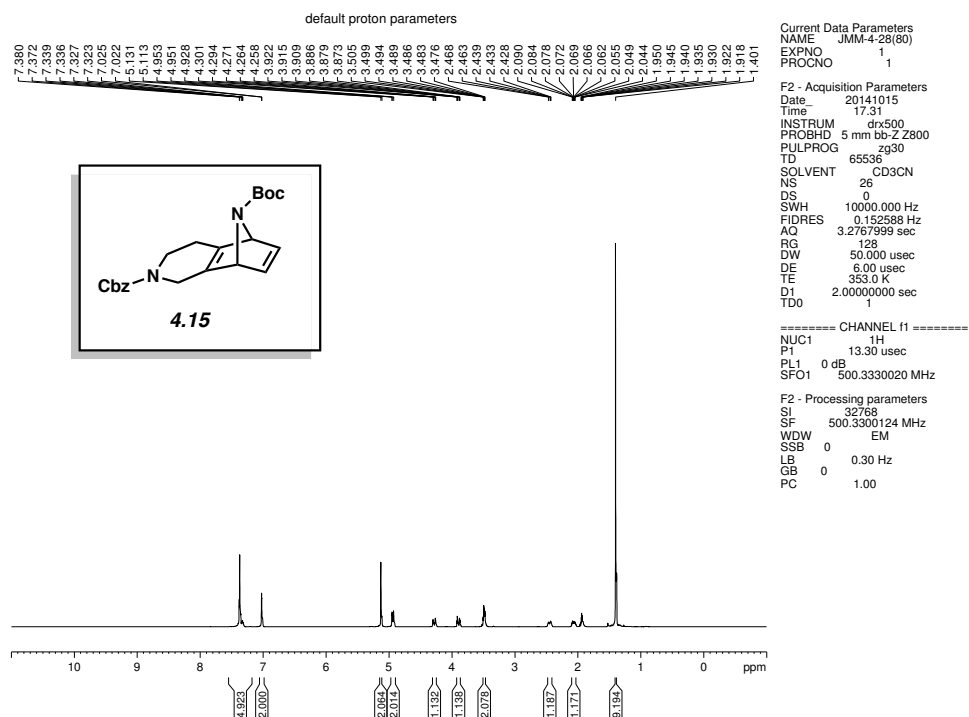 default proton parameters
7.380
7.372
7.339
7.336
7.327
7.323
7.025
7.022
5.131
5.113
4.953
4.951
4.928
4.301
4.294
4.271
4.264
4.258
3.922
3.915
3.909
3.886
3.879
3.873
3.505
3.499
3.494
3.489
3.486
3.483
3.476
2.468
2.463
2.439
2.433
2.428
2.090
2.084
2.078
2.072
2.069
2.066
2.062
2.055
2.049
2.044
1.950
1.945
1.940
1.935
1.930
1.922
1.918
1.401
Boc
N
N
Cbz
4.15
Current Data Parameters
NAME JMM-4-28(80)
EXPNO 1
PROCNO 1
F2 - Acquisition Parameters
Date_ 20141015
Time 17.31
INSTRUM drx500
PROBHD 5 mm bb-Z Z800
PULPROG zg30
TD 65536
SOLVENT CD3CN
NS 26
DS 0
SWH 10000.000 Hz
FIDRES 0.152588 Hz
AQ 3.2767999 sec
RG 128
DW 50.000 usec
DE 6.00 usec
TE 353.0 K
D1 2.00000000 sec
TD0 1
======== CHANNEL f1 ========
NUC1 1H
P1 13.30 usec
PL1 0 dB
SFO1 500.3330020 MHz
F2 - Processing parameters
SI 32768
SF 500.3300124 MHz
WDW EM
SSB 0
LB 0.30 Hz
GB 0
PC 1.00
10 9 8 7 6 5 4 3 2 1 0 ppm
4.923
2.000
2.064
2.014
1.132
1.138
2.078
1.187
1.171
9.194